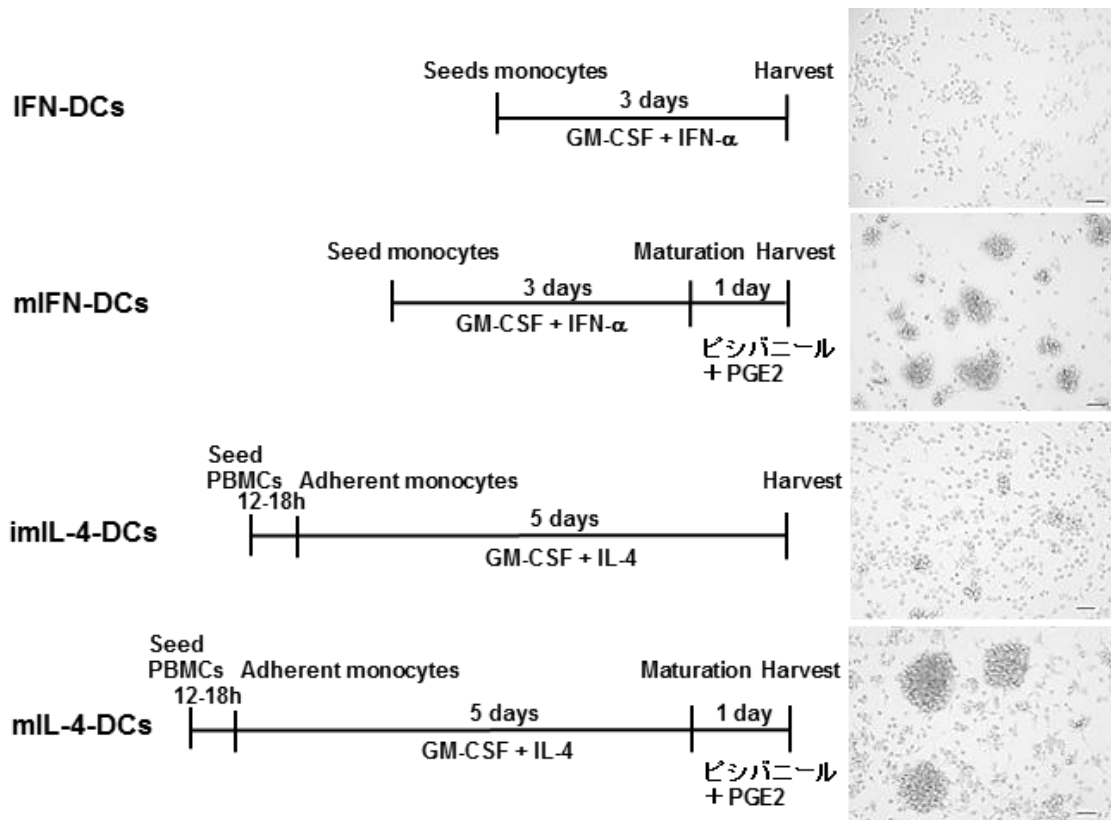 IFN-DCs
Seeds monocytes
Harvest
3 days
GM-CSF + IFN-α
mIFN-DCs
Seed monocytes
Maturation Harvest
3 days
1 day
GM-CSF + IFN-α
ピシバニール
＋PGE2
imIL-4-DCs
Seed
PBMCs
Adherent monocytes
Harvest
12-18h
5 days
GM-CSF + IL-4
mIL-4-DCs
Seed
PBMCs
Adherent monocytes
Maturation Harvest
12-18h
5 days
1 day
GM-CSF + IL-4
ピシバニール
＋PGE2